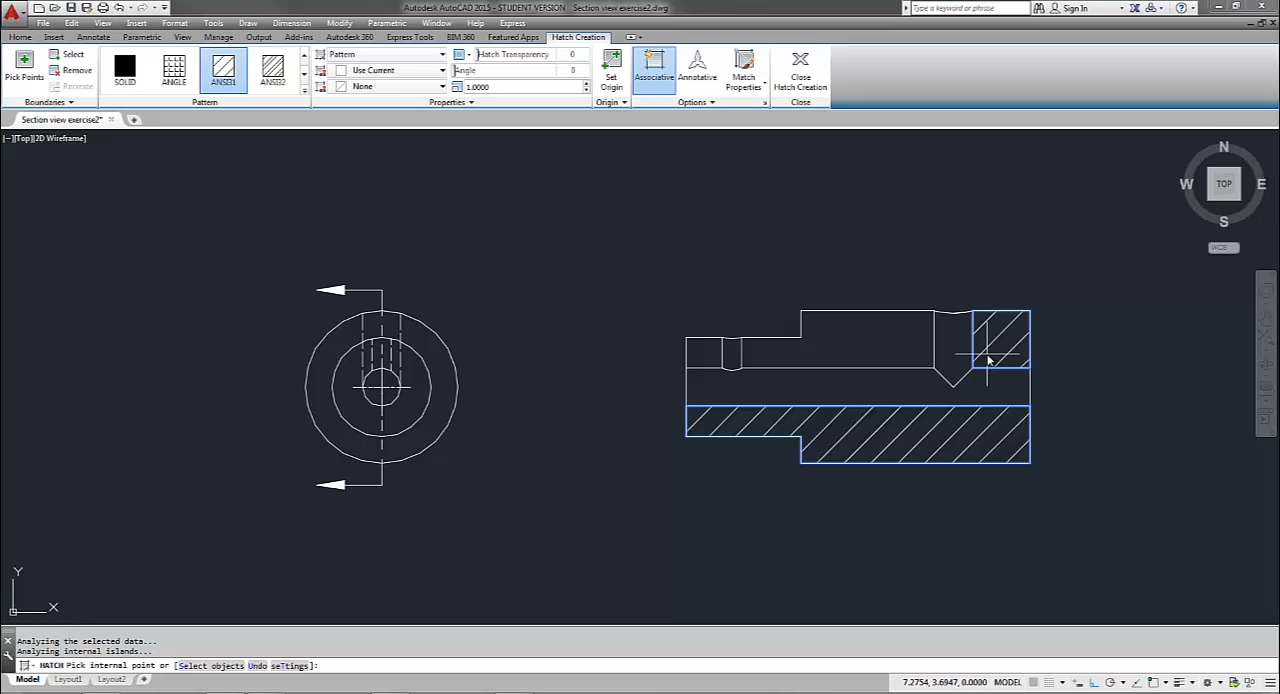 Autodesk AutoCAD 2015 - STUDENT VERSION Section view exercise2.dwg
Type a keyword or phrase
Sign In
File Edit View Insert Format Tools Draw Dimension Modify Parametric Window Help Express
Home Insert Annotate Parametric View Manage Output Add-ins Autodesk 360 Express Tools BIM 360 Featured Apps Hatch Creation
Pick Points
Select
Remove
Recreate
Boundaries
SOLID ANGLE ANSI31 ANSI32
Pattern
Pattern Hatch Transparency 0
Use Current Angle 0
None 1.0000
Properties
Set Origin
Origin
Associative Annotative Match Properties
Options
Close Hatch Creation
Close
Section view exercise2*
[−][Top][2D Wireframe]
N
W TOP E
S
WCS
Y
X
Analyzing the selected data...
Analyzing internal islands...
HATCH Pick internal point or [Select objects Undo seTtings]:
Model Layout1 Layout2
7.2754, 3.6947, 0.0000 MODEL